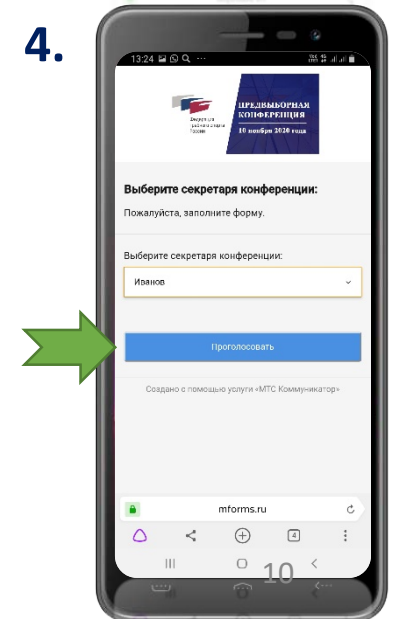 4.
13:24
ПРЕДВЫБОРНАЯ
КОНФЕРЕНЦИЯ
10 ноября 2020 года
Выберите секретаря конференции:
Пожалуйста, заполните форму.
Выберите секретаря конференции:
Иванов
Проголосовать
Создано с помощью услуги «МТС Коммуникатор»
mforms.ru
4
10